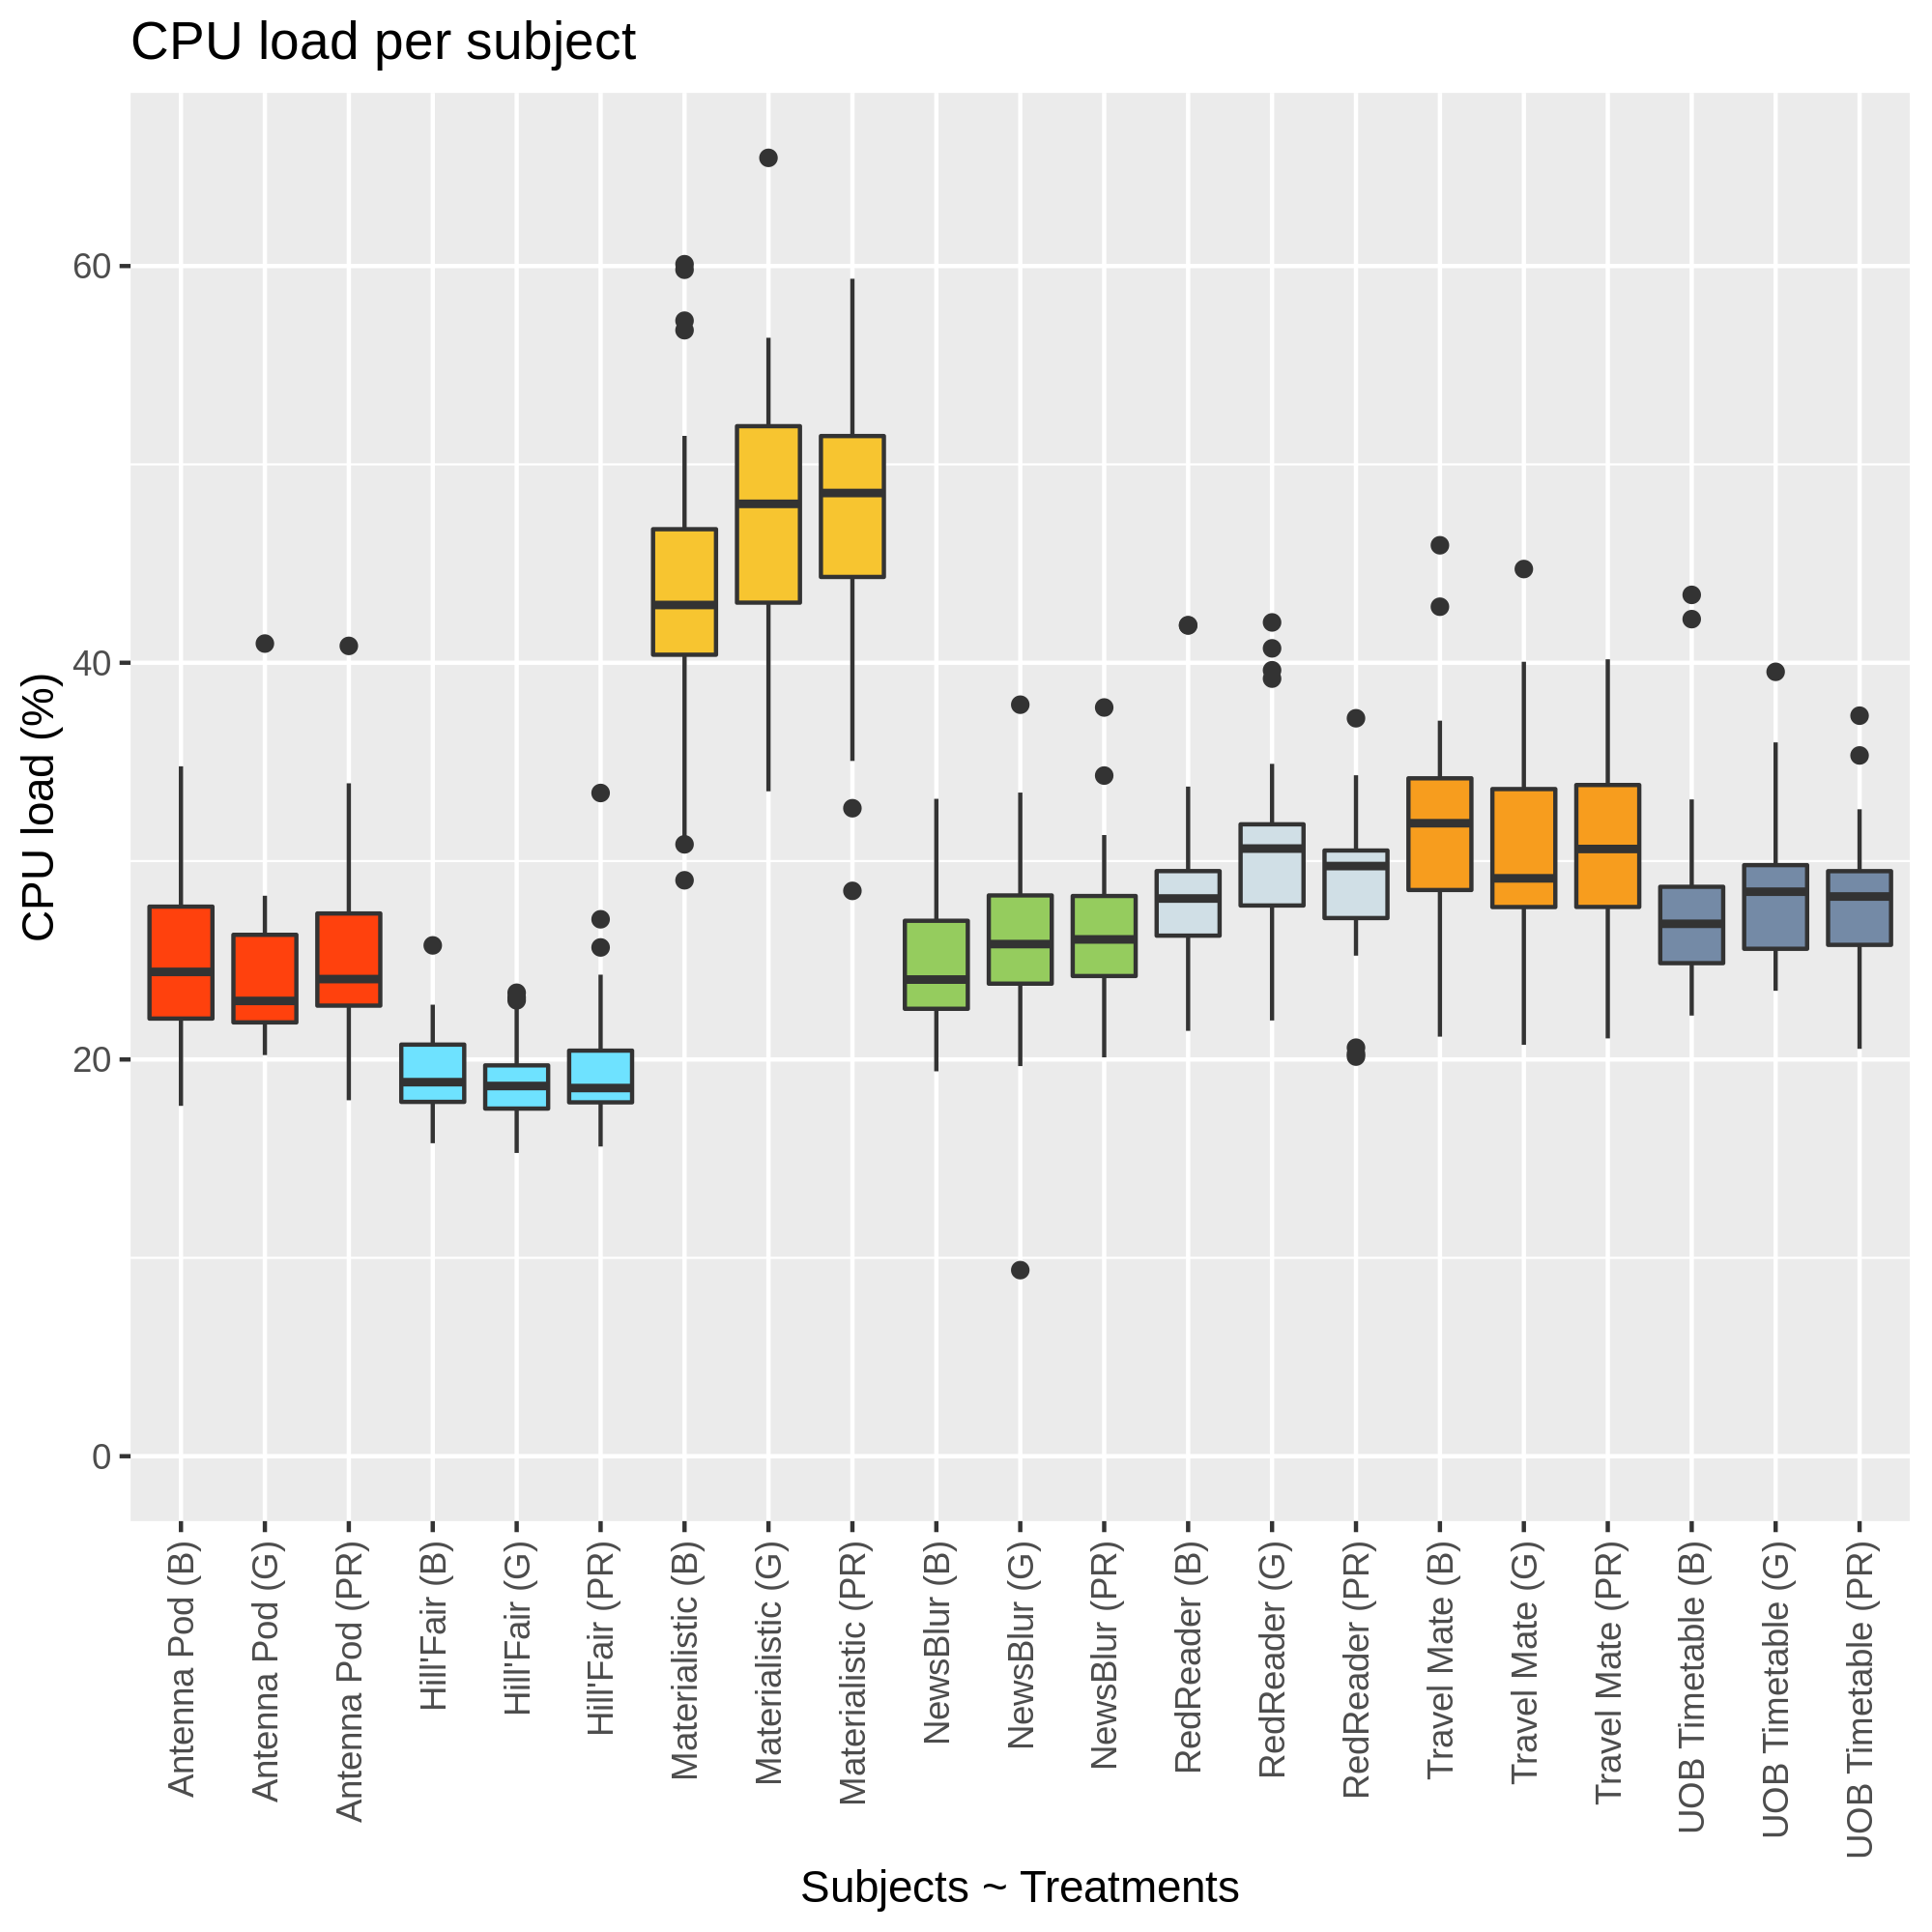 CPU load per subject
CPU load (%)
60
40
20
0
Antenna Pod (B)
Antenna Pod (G)
Antenna Pod (PR)
Hill'Fair (B)
Hill'Fair (G)
Hill'Fair (PR)
Materialistic (B)
Materialistic (G)
Materialistic (PR)
NewsBlur (B)
NewsBlur (G)
NewsBlur (PR)
RedReader (B)
RedReader (G)
RedReader (PR)
Travel Mate (B)
Travel Mate (G)
Travel Mate (PR)
UOB Timetable (B)
UOB Timetable (G)
UOB Timetable (PR)
Subjects ~ Treatments